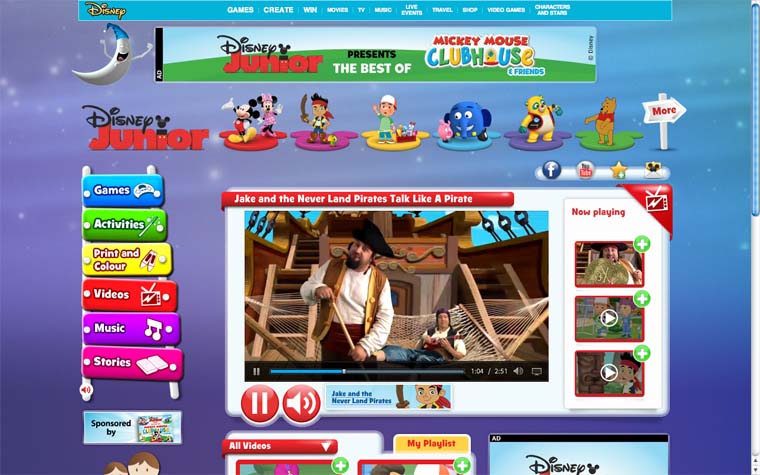 Disney
GAMES CREATE WIN MOVIES TV MUSIC LIVE EVENTS TRAVEL SHOP VIDEO GAMES CHARACTERS AND STARS
AD
Disney Junior PRESENTS THE BEST OF MICKEY MOUSE CLUBHOUSE & FRIENDS
© Disney
Disney Junior
More
You Tube
Games
Activities
Print and Colour
Videos
Music
Stories
Jake and the Never Land Pirates Talk Like A Pirate
Now playing
1:04 / 2:51
Jake and the
Never Land Pirates
Sponsored
by
All Videos
My Playlist
AD
Disney